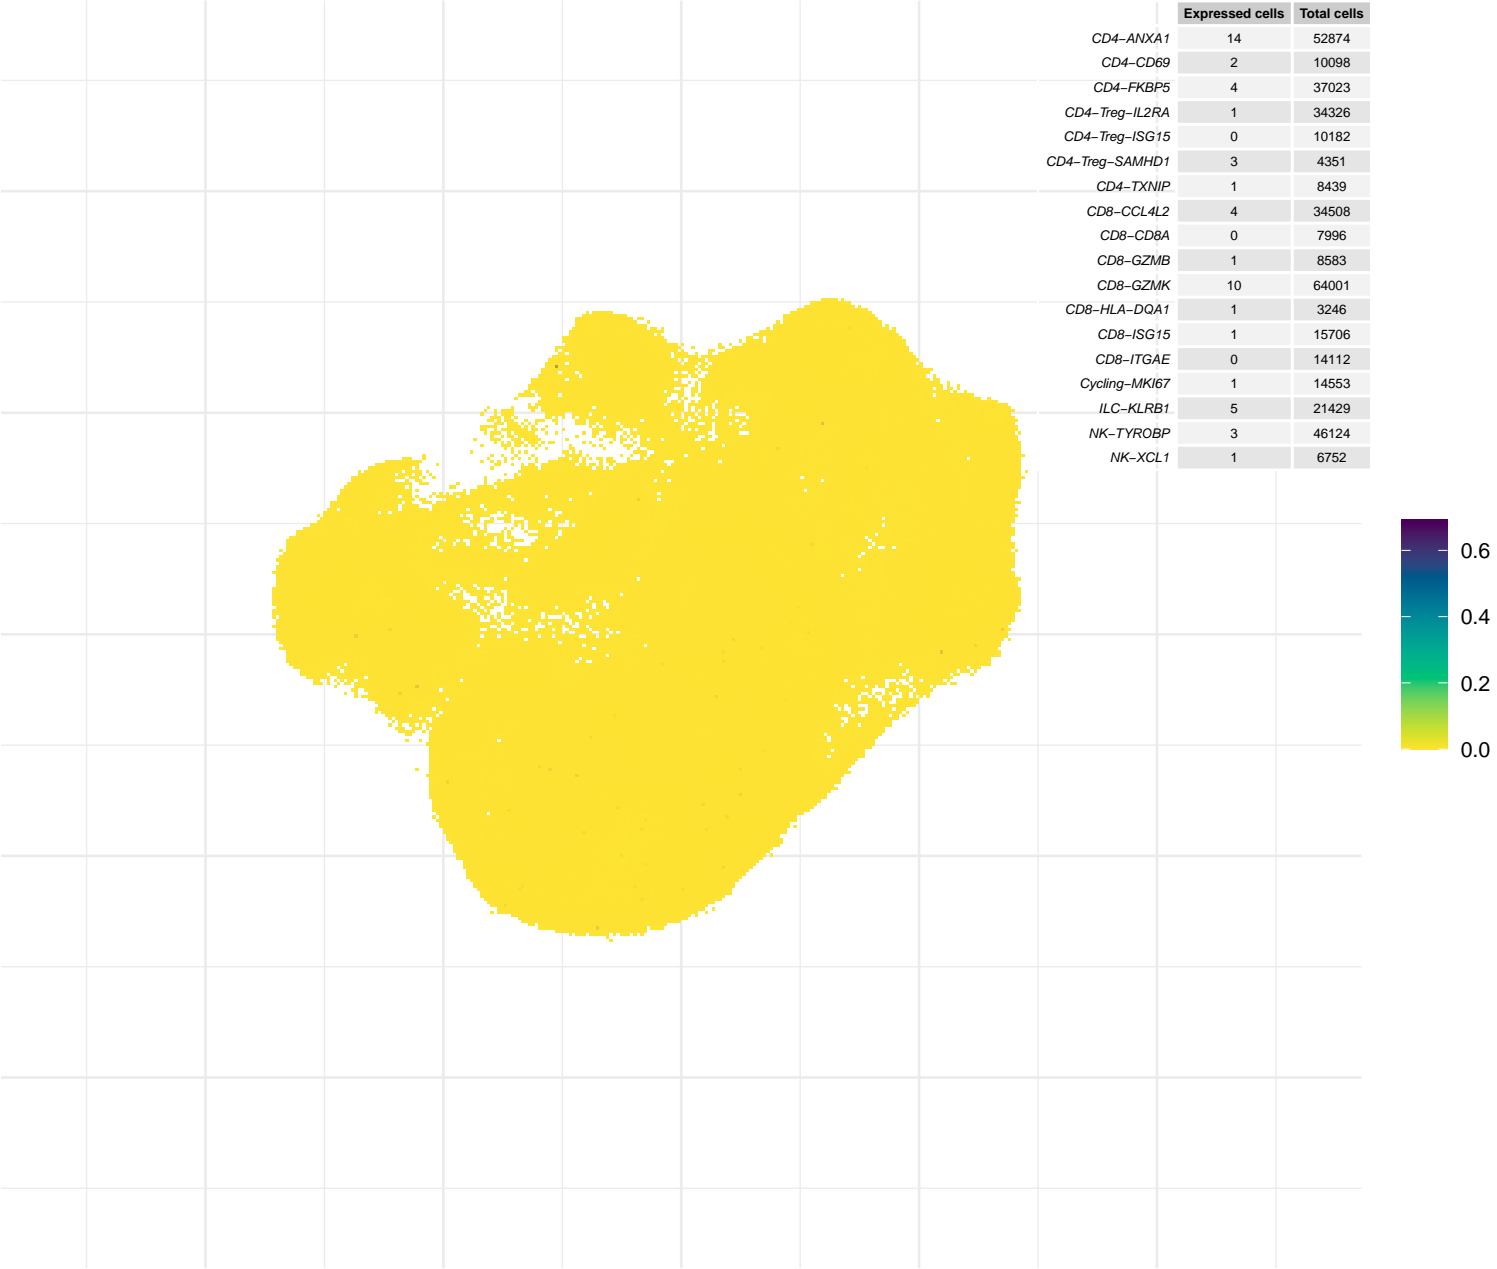 Expressed cells Total cells
CD4−ANXA1 14 52874
CD4−CD69 2 10098
CD4−FKBP5 4 37023
CD4−Treg−IL2RA 1 34326
CD4−Treg−ISG15 0 10182
CD4−Treg−SAMHD1 3 4351
CD4−TXNIP 1 8439
CD8−CCL4L2 4 34508
CD8−CD8A 0 7996
CD8−GZMB 1 8583
CD8−GZMK 10 64001
CD8−HLA−DQA1 1 3246
CD8−ISG15 1 15706
CD8−ITGAE 0 14112
Cycling−MKI67 1 14553
ILC−KLRB1 5 21429
NK−TYROBP 3 46124
NK−XCL1 1 6752
0.6
0.4
0.2
0.0